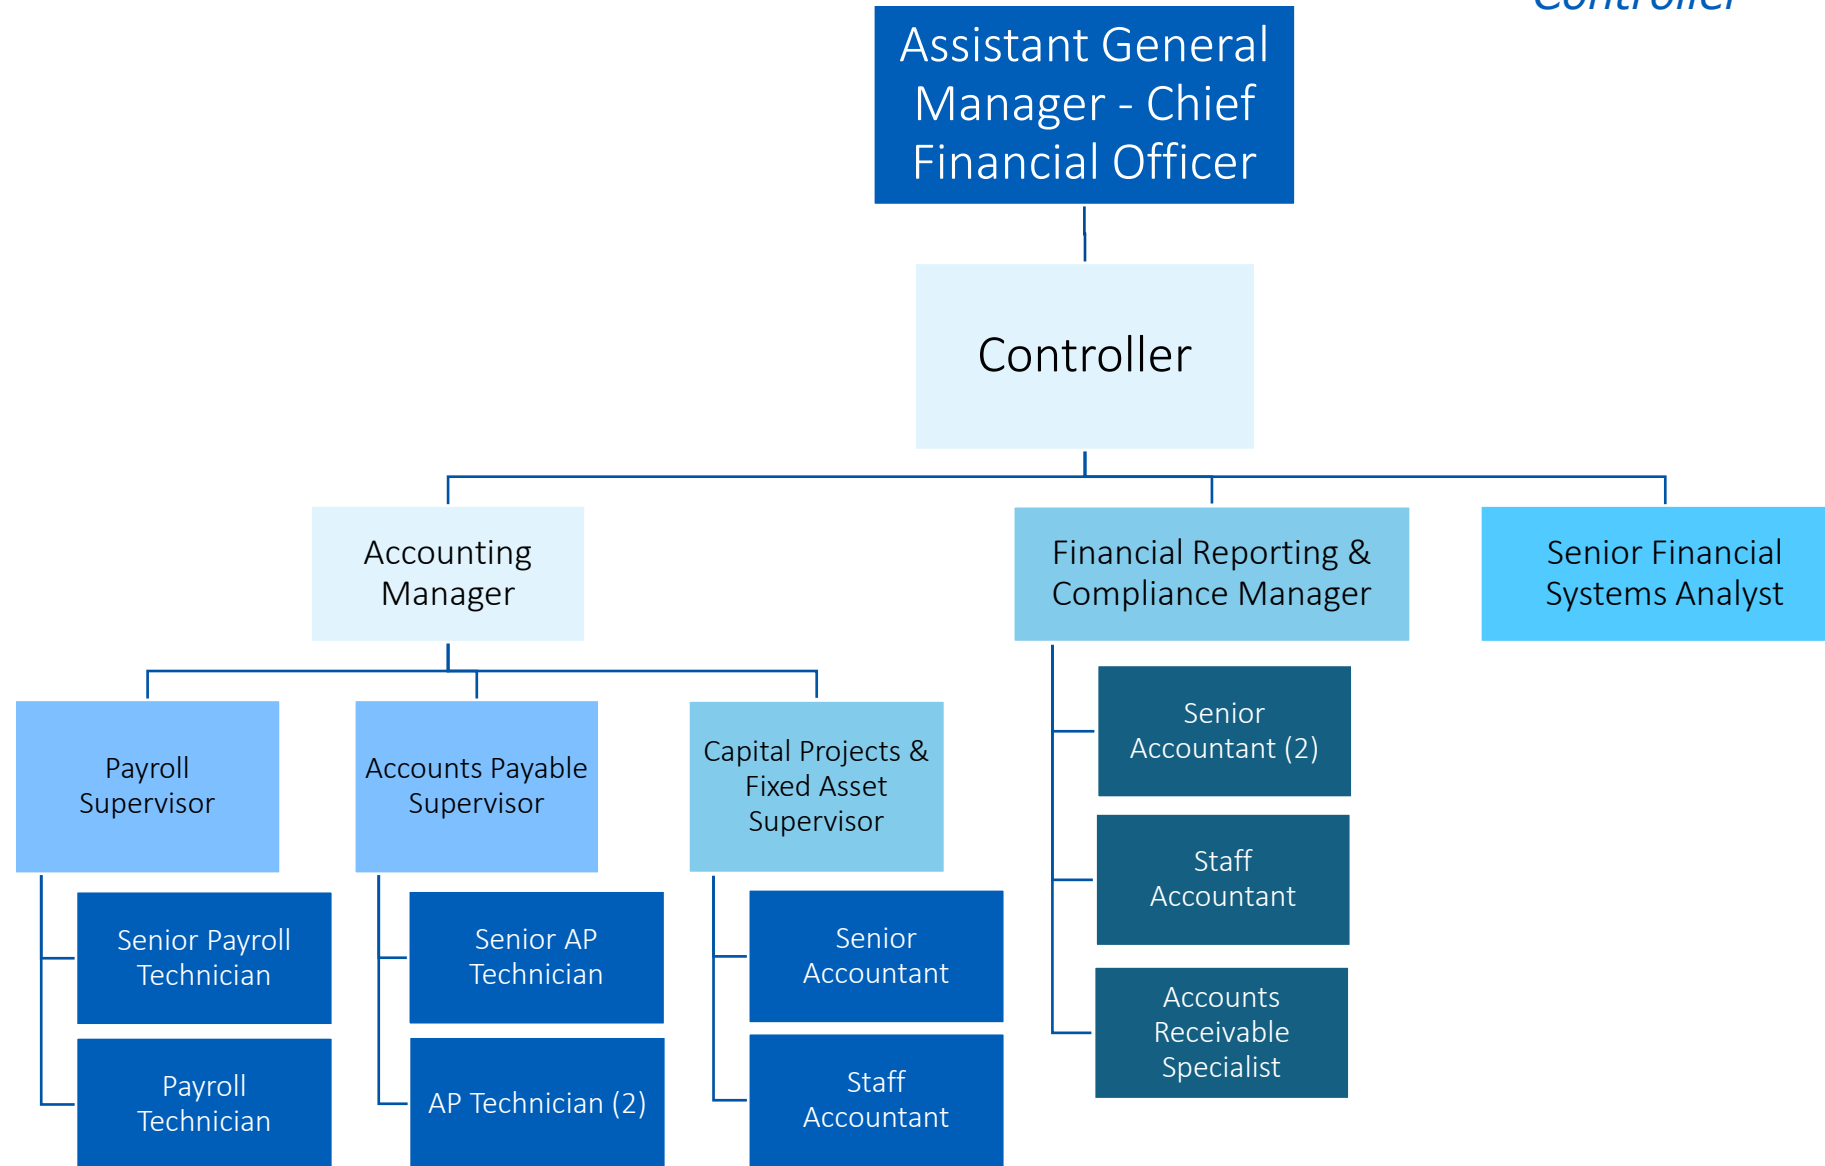 Controller
Assistant General
Manager - Chief
Financial Officer
Controller
Accounting
Manager
Financial Reporting &
Compliance Manager
Senior Financial
Systems Analyst
Payroll
Supervisor
Accounts Payable
Supervisor
Capital Projects &
Fixed Asset
Supervisor
Senior
Accountant (2)
Staff
Accountant
Accounts
Receivable
Specialist
Senior Payroll
Technician
Payroll
Technician
Senior AP
Technician
AP Technician (2)
Senior
Accountant
Staff
Accountant